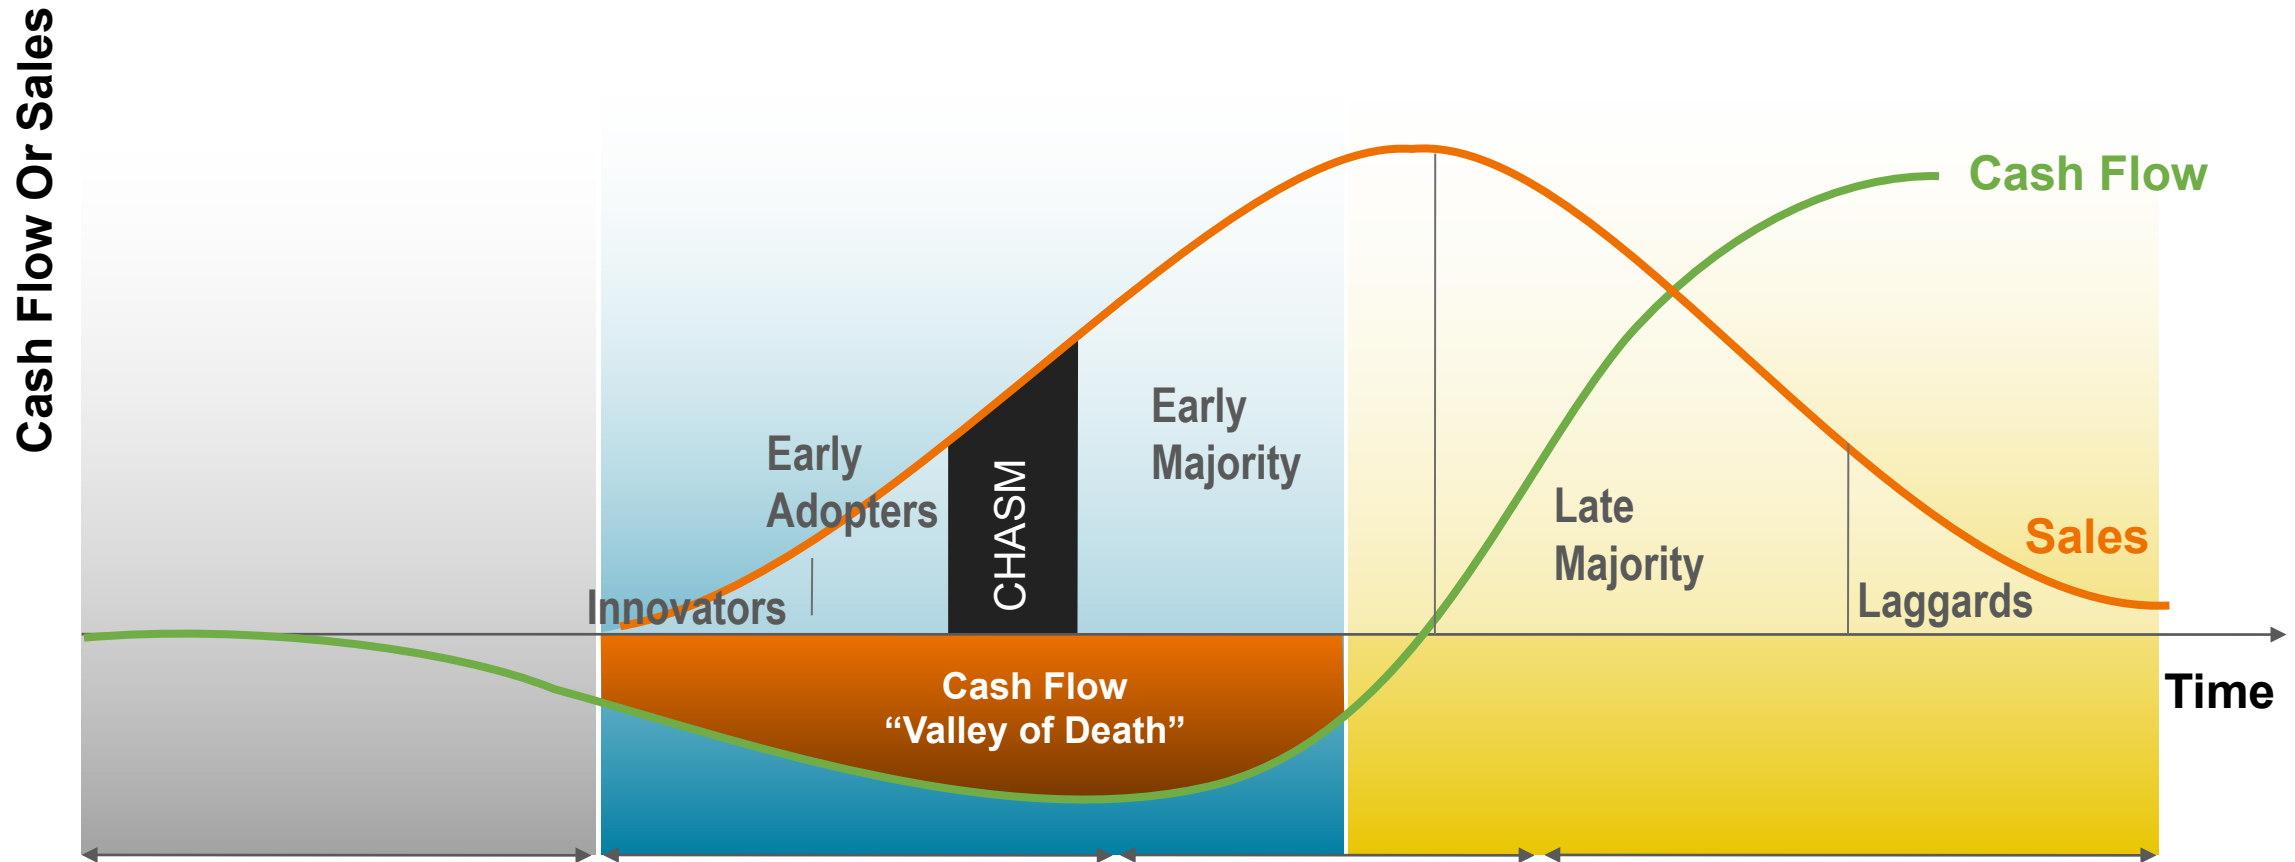 Cash Flow Or Sales
Cash Flow
Early
Majority
Early
Adopters
CHASM
Late
Majority
Sales
Innovators
Laggards
Cash Flow
“Valley of Death”
Time